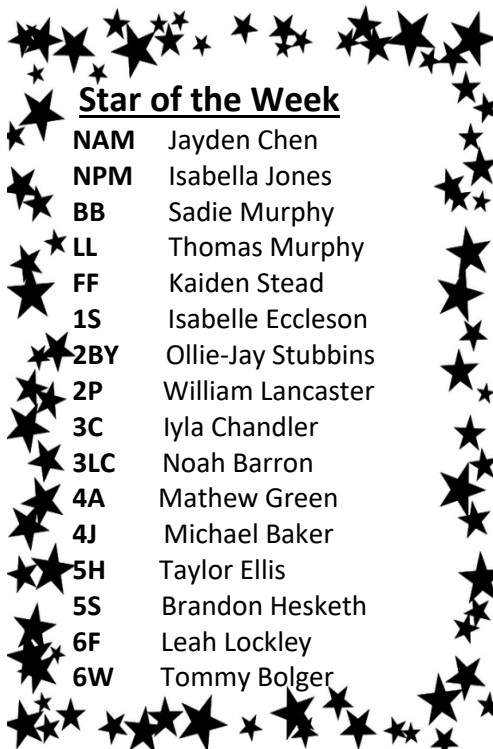 Star of the Week
NAM Jayden Chen
NPM Isabella Jones
BB Sadie Murphy
LL Thomas Murphy
FF Kaiden Stead
1S Isabelle Eccleson
2BY Ollie-Jay Stubbins
2P William Lancaster
3C Iyla Chandler
3LC Noah Barron
4A Mathew Green
4J Michael Baker
5H Taylor Ellis
5S Brandon Hesketh
6F Leah Lockley
6W Tommy Bolger